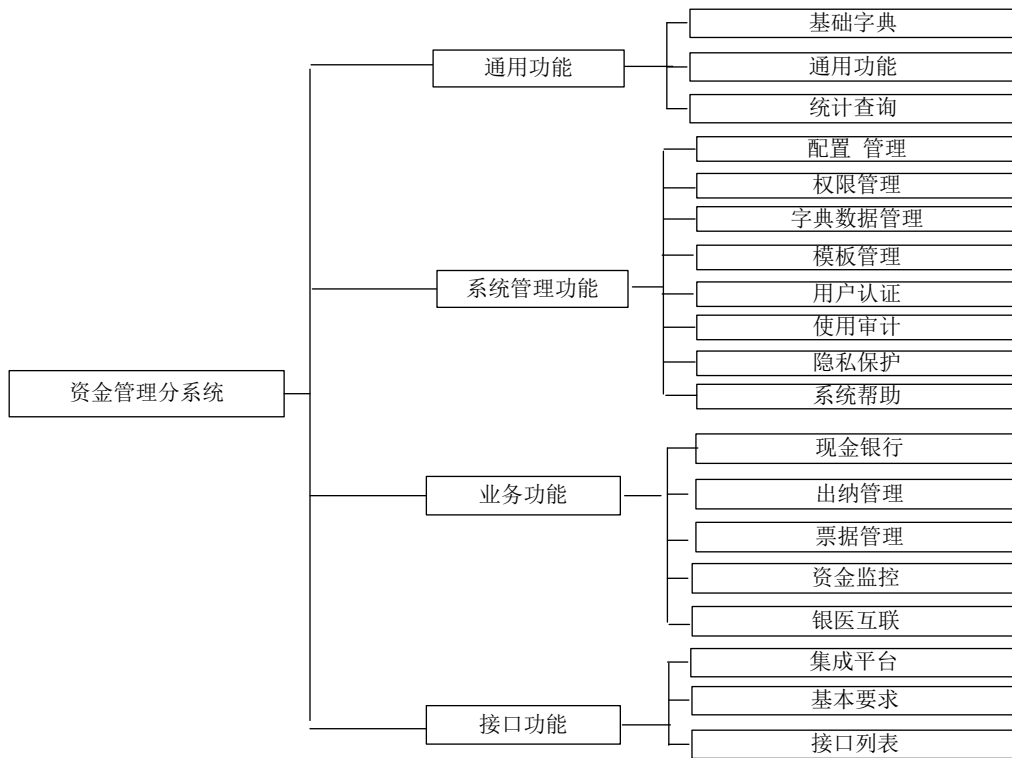 资金管理分系统
通用功能
基础字典
通用功能
统计查询
系统管理功能
配置 管理
权限管理
字典数据管理
模板管理
用户认证
使用审计
隐私保护
系统帮助
业务功能
现金银行
出纳管理
票据管理
资金监控
银医互联
接口功能
集成平台
基本要求
接口列表